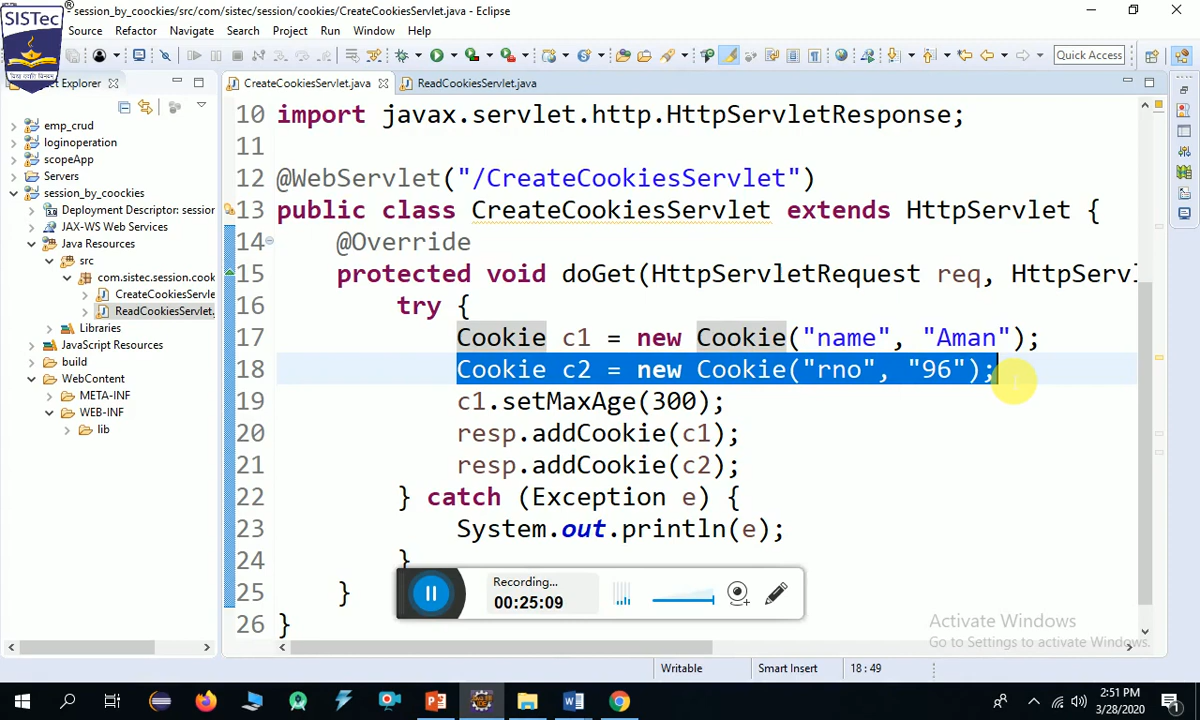 SISTec
session_by_coockies/src/com/sistec/session/cookies/CreateCookiesServlet.java - Eclipse
Source Refactor Navigate Search Project Run Window Help
Quick Access
ct Explorer
CreateCookiesServlet.java
ReadCookiesServlet.java
emp_crud
loginoperation
scopeApp
Servers
session_by_coockies
Deployment Descriptor: session
JAX-WS Web Services
Java Resources
src
com.sistec.session.cook
CreateCookiesServle
ReadCookiesServlet.
Libraries
JavaScript Resources
build
WebContent
META-INF
WEB-INF
lib
10 import javax.servlet.http.HttpServletResponse;
11
12 @WebServlet("/CreateCookiesServlet")
13 public class CreateCookiesServlet extends HttpServlet {
14 @Override
15 protected void doGet(HttpServletRequest req, HttpServl
16 try {
17 Cookie c1 = new Cookie("name", "Aman");
18 Cookie c2 = new Cookie("rno", "96");
19 c1.setMaxAge(300);
20 resp.addCookie(c1);
21 resp.addCookie(c2);
22 } catch (Exception e) {
23 System.out.println(e);
24 }
25 }
26 }
Recording...
00:25:09
Activate Windows
Go to Settings to activate Windows.
Writable Smart Insert 18 : 49
2:51 PM
3/28/2020
1